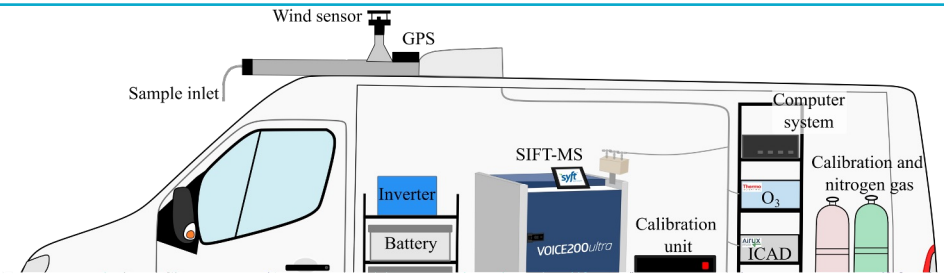 Wind sensor
GPS
Sample inlet
Computer
system
SIFT-MS
syft
Calibration and
nitrogen gas
Inverter
Thermo
O₃
Calibration
unit
Battery
VOICE200ultra
AIRYX
ICAD